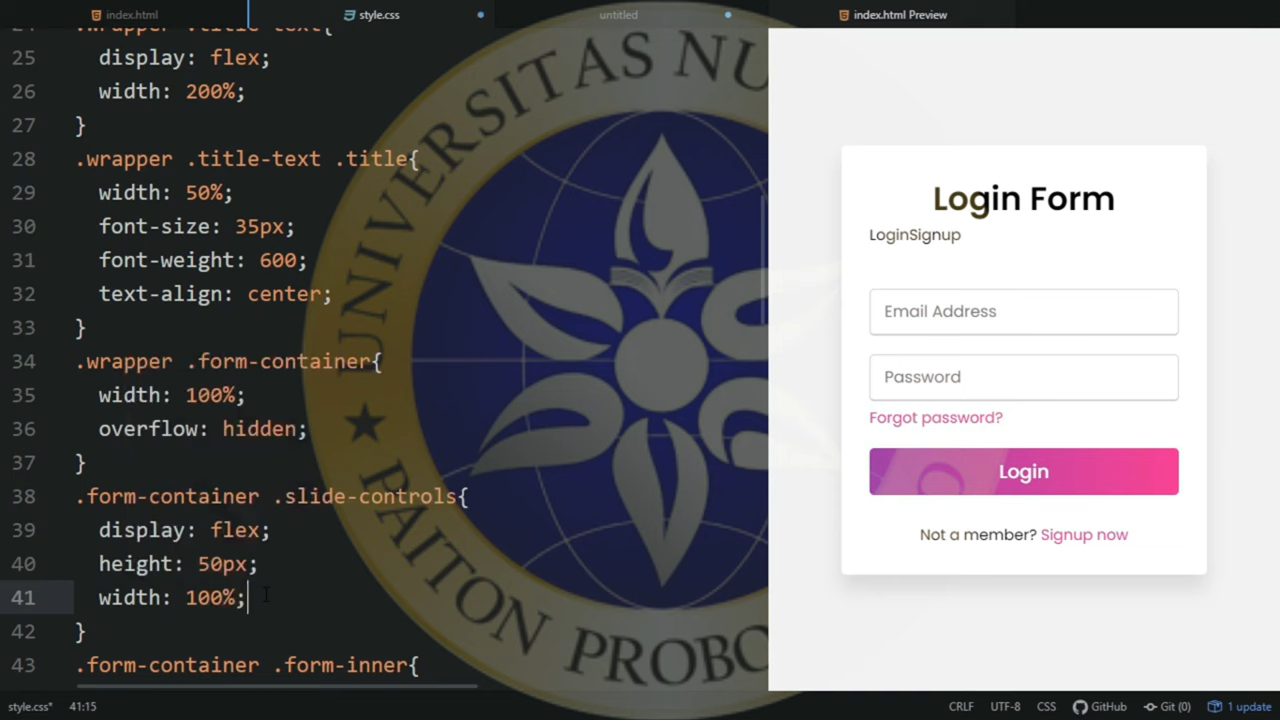 index.html
style.css
untitled
index.html Preview
24 .wrapper .title-text{
25 display: flex;
26 width: 200%;
27 }
28 .wrapper .title-text .title{
29 width: 50%;
30 font-size: 35px;
31 font-weight: 600;
32 text-align: center;
33 }
34 .wrapper .form-container{
35 width: 100%;
36 overflow: hidden;
37 }
38 .form-container .slide-controls{
39 display: flex;
40 height: 50px;
41 width: 100%;
42 }
43 .form-container .form-inner{
UNIVERSITAS NU
PAITON PROBO
Login Form
LoginSignup
Email Address
Password
Forgot password?
Login
Not a member? Signup now
style.css* 41:15
CRLF UTF-8 CSS GitHub Git (0) 1 update